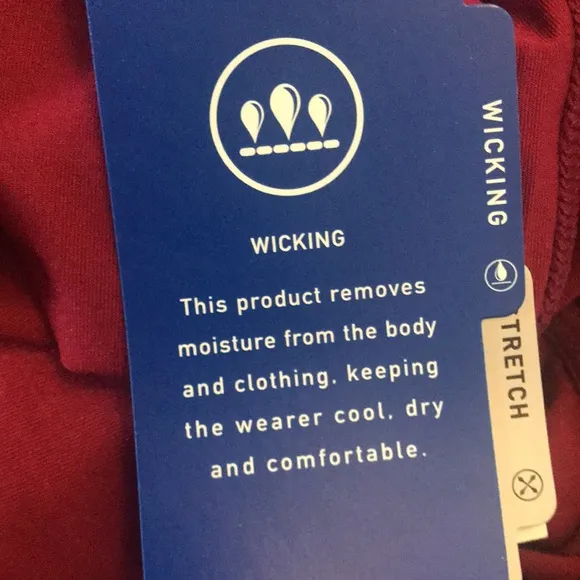 WICKING
This product removes
moisture from the body
and clothing, keeping
the wearer cool, dry
and comfortable.
WICKING
TRETCH